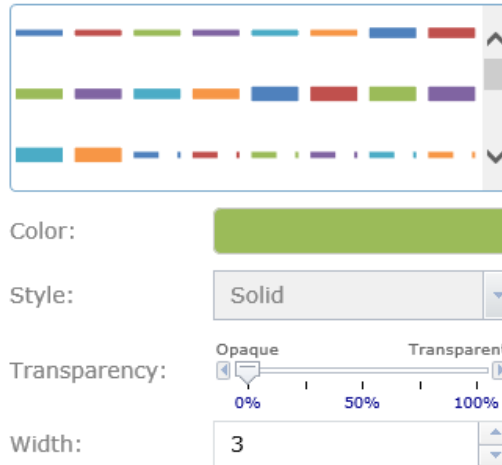 Color:
Style:
Solid
Opaque
Transparent
Transparency:
0%
50%
100%
Width:
3